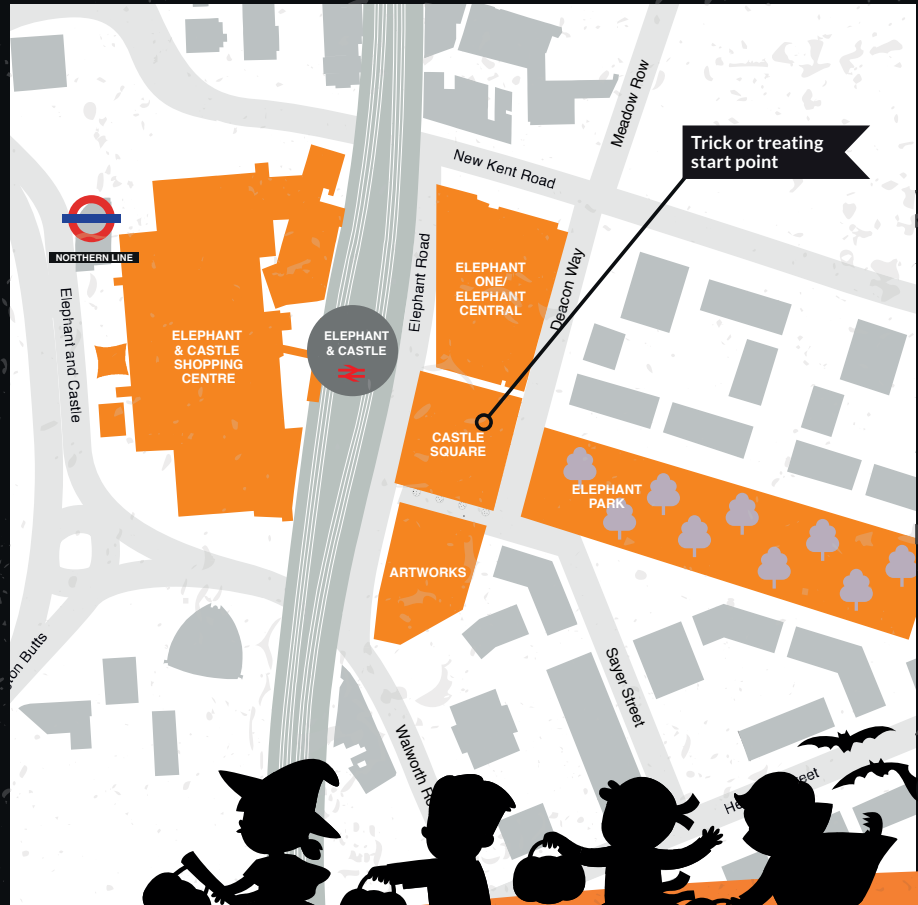 Meadow Row
Trick or treating
start point
New Kent Road
NORTHERN LINE
Elephant and Castle
Elephant Road
Deacon Way
ELEPHANT
ONE/
ELEPHANT
CENTRAL
ELEPHANT
& CASTLE
SHOPPING
CENTRE
ELEPHANT
& CASTLE
CASTLE
SQUARE
ELEPHANT
PARK
ARTWORKS
Sayer Street
Walworth